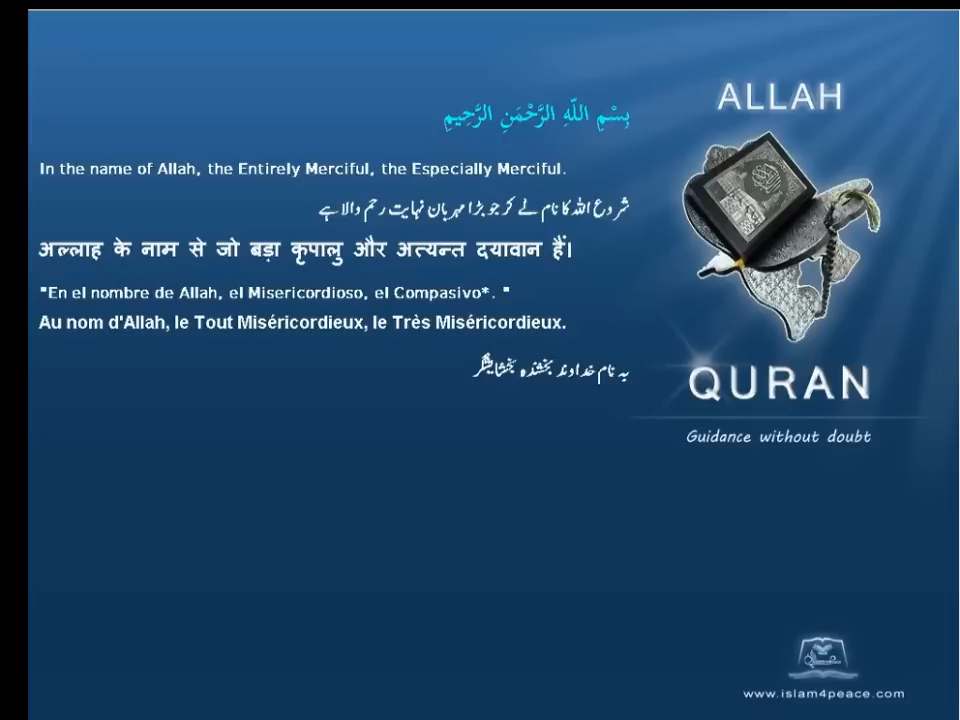 بِسْمِ اللَّهِ الرَّحْمَنِ الرَّحِيمِ
In the name of Allah, the Entirely Merciful, the Especially Merciful.
شروع الله کا نام لے کر جو بڑا مہربان نہایت رحم والا ہے
अल्लाह के नाम से जो बड़ा कृपालु और अत्यन्त दयावान हैं।
"En el nombre de Allah, el Misericordioso, el Compasivo*. "
Au nom d'Allah, le Tout Miséricordieux, le Très Miséricordieux.
به نام خداوند بخشنده بخشایشگر
ALLAH
QURAN
Guidance without doubt
www.islam4peace.com